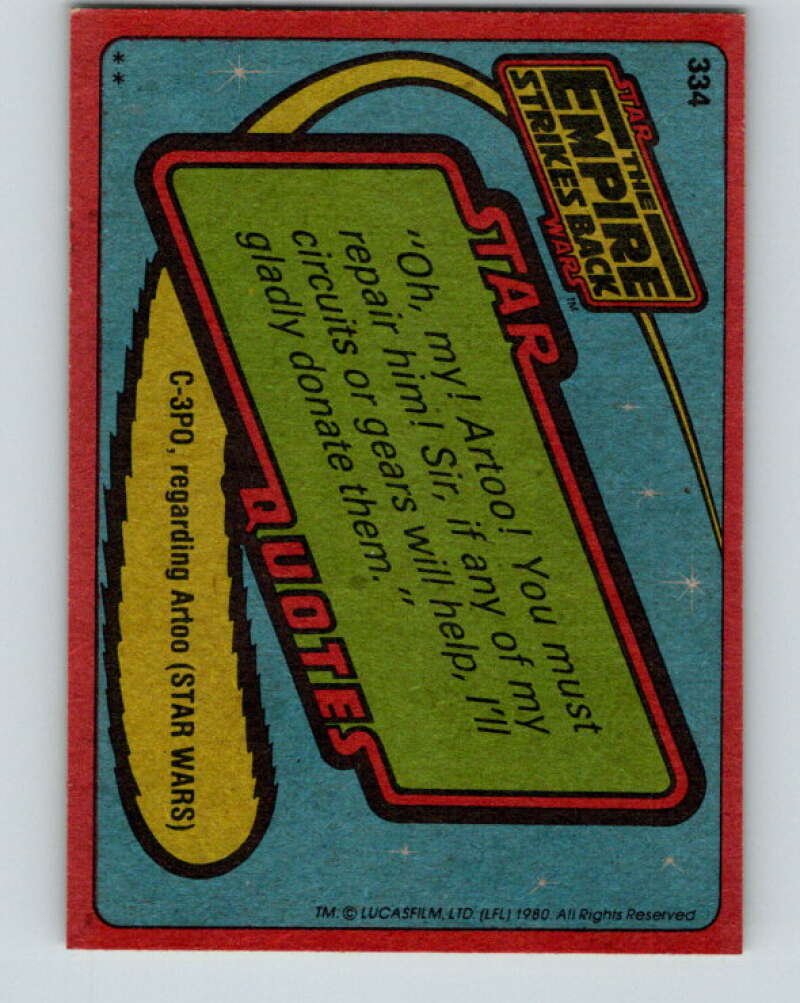 334
STAR
THE
EMPIRE
STRIKES BACK
WARS
TM
STAR
"Oh, my! Artoo! You must
repair him! Sir, if any of my
circuits or gears will help, I'll
gladly donate them."
QUOTES
C-3PO, regarding Artoo (STAR WARS)
**
TM: © LUCASFILM, LTD. (LFL) 1980. All Rights Reserved